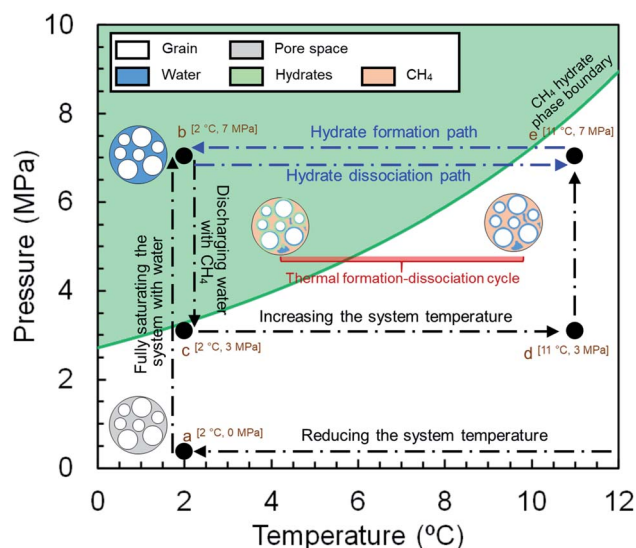 Grain
Pore space
Water
Hydrates
CH₄
CH₄ hydrate
phase boundary
b [2 °C, 7 MPa]
Hydrate formation path
e [11 °C, 7 MPa]
Hydrate dissociation path
Discharging water
with CH₄
Fully saturating the
system with water
Thermal formation-dissociation cycle
Increasing the system temperature
c [2 °C, 3 MPa]
d [11 °C, 3 MPa]
a [2 °C, 0 MPa]
Reducing the system temperature
Pressure (MPa)
10
8
6
4
2
0
0
2
4
6
8
10
12
Temperature (ºC)